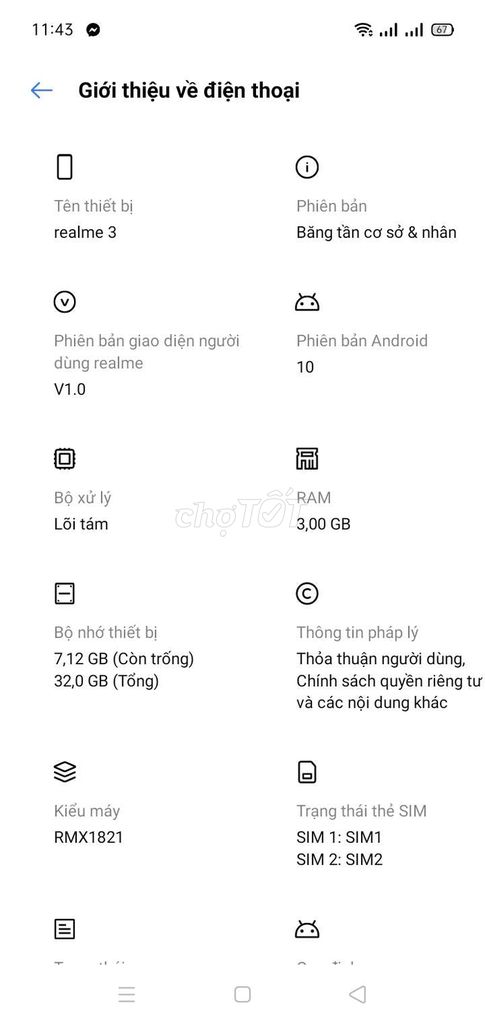 11:43
67
Giới thiệu về điện thoại
Tên thiết bị
realme 3
Phiên bản
Băng tần cơ sở & nhân
Phiên bản giao diện người
dùng realme
V1.0
Phiên bản Android
10
Bộ xử lý
Lõi tám
chợTỐT
RAM
3,00 GB
Bộ nhớ thiết bị
7,12 GB (Còn trống)
32,0 GB (Tổng)
Thông tin pháp lý
Thỏa thuận người dùng,
Chính sách quyền riêng tư
và các nội dung khác
Kiểu máy
RMX1821
Trạng thái thẻ SIM
SIM 1: SIM1
SIM 2: SIM2